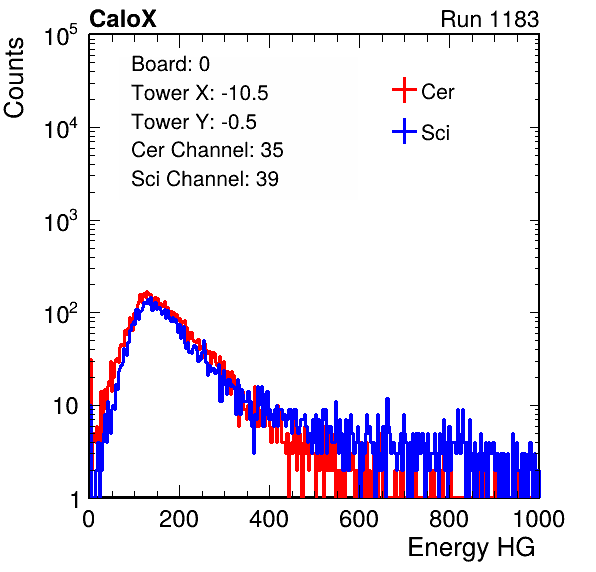 CaloX Run 1183
Counts
10^5
10^4
10^3
10^2
10
1
Board: 0
Tower X: -10.5
Tower Y: -0.5
Cer Channel: 35
Sci Channel: 39
Cer
Sci
0 200 400 600 800 1000
Energy HG